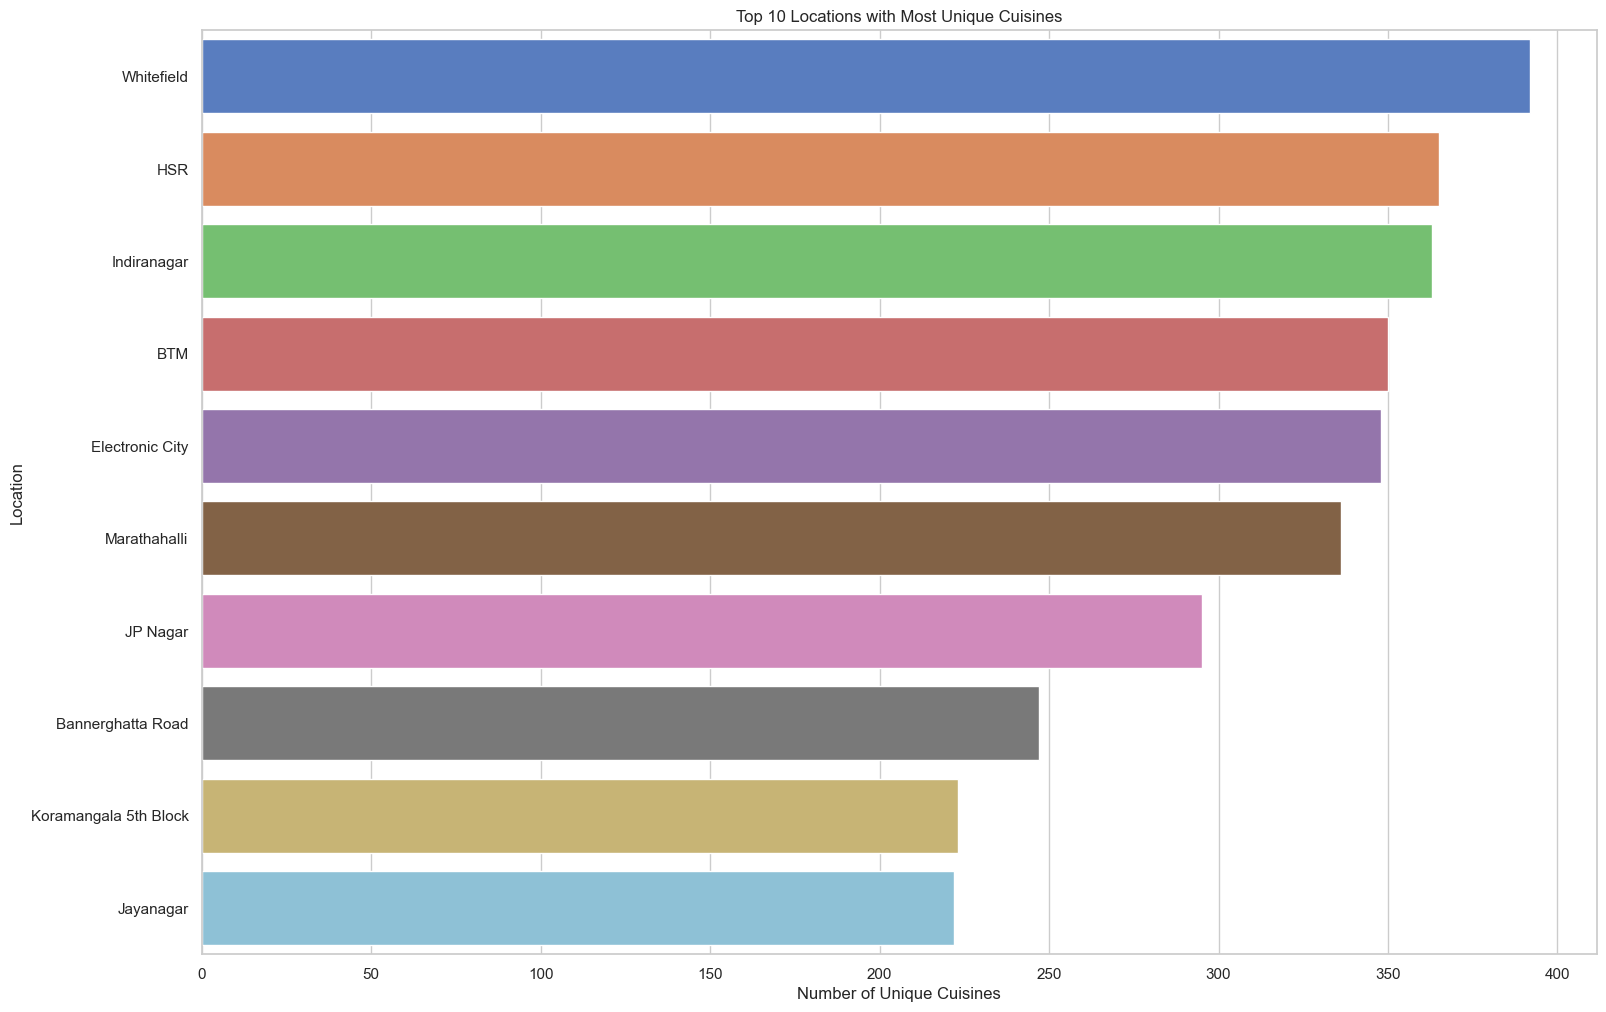 Top 10 Locations with Most Unique Cuisines
Whitefield
HSR
Indiranagar
BTM
Electronic City
Marathahalli
JP Nagar
Bannerghatta Road
Koramangala 5th Block
Jayanagar
Location
0 50 100 150 200 250 300 350 400
Number of Unique Cuisines